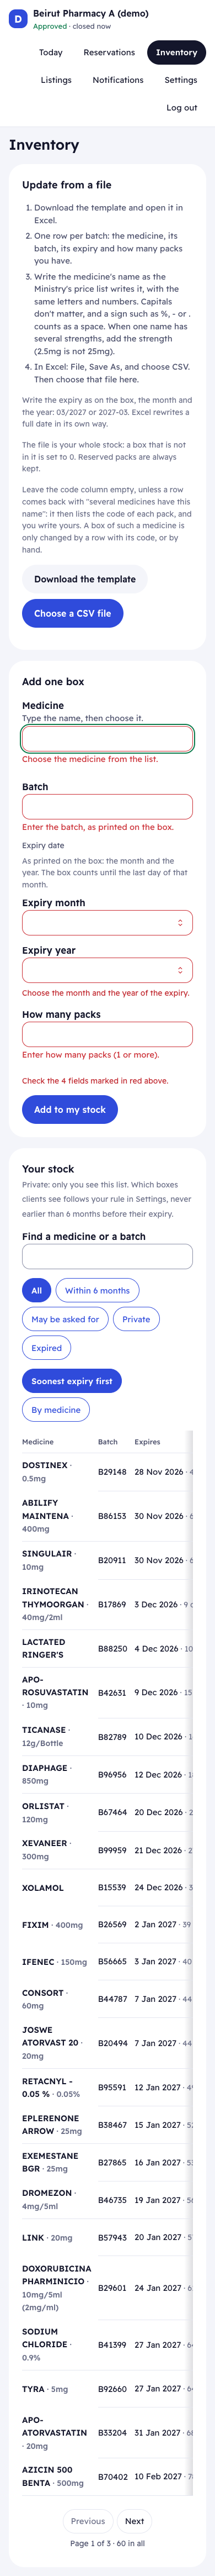 D
Beirut Pharmacy A (demo)
Approved · closed now
Today
Reservations
Inventory
Listings
Notifications
Settings
Log out
Inventory
Update from a file
1. Download the template and open it in
Excel.
2. One row per batch: the medicine, its
batch, its expiry and how many packs
you have.
3. Write the medicine's name as the
Ministry's price list writes it, with the
same letters and numbers. Capitals
don't matter, and a sign such as %, - or .
counts as a space. When one name has
several strengths, add the strength
(2.5mg is not 25mg).
4. In Excel: File, Save As, and choose CSV.
Then choose that file here.
Write the expiry as on the box, the month and
the year: 03/2027 or 2027-03. Excel rewrites a
full date in its own way.
The file is your whole stock: a box that is not
in it is set to 0. Reserved packs are always
kept.
Leave the code column empty, unless a row
comes back with "several medicines have this
name": it then lists the code of each pack, and
you write yours. A box of such a medicine is
only changed by a row with its code, or by
hand.
Download the template
Choose a CSV file
Add one box
Medicine
Type the name, then choose it.
Choose the medicine from the list.
Batch
Enter the batch, as printed on the box.
Expiry date
As printed on the box: the month and the
year. The box counts until the last day of that
month.
Expiry month
Expiry year
Choose the month and the year of the expiry.
How many packs
Enter how many packs (1 or more).
Check the 4 fields marked in red above.
Add to my stock
Your stock
Private: only you see this list. Which boxes
clients see follows your rule in Settings, never
earlier than 6 months before their expiry.
Find a medicine or a batch
All
Within 6 months
May be asked for
Private
Expired
Soonest expiry first
By medicine
Medicine
Batch
Expires
DOSTINEX ·
0.5mg
B29148
28 Nov 2026 · 4
ABILIFY
MAINTENA ·
400mg
B86153
30 Nov 2026 · 6
SINGULAIR ·
10mg
B20911
30 Nov 2026 · 6
IRINOTECAN
THYMOORGAN ·
40mg/2ml
B17869
3 Dec 2026 · 9
LACTATED
RINGER'S
B88250
4 Dec 2026 · 10
APO-
ROSUVASTATIN
· 10mg
B42631
9 Dec 2026 · 15
TICANASE ·
12g/Bottle
B82789
10 Dec 2026 · 1
DIAPHAGE ·
850mg
B96956
12 Dec 2026 · 1
ORLISTAT ·
120mg
B67464
20 Dec 2026 · 2
XEVANEER ·
300mg
B99959
21 Dec 2026 · 2
XOLAMOL
B15539
24 Dec 2026 · 3
FIXIM · 400mg
B26569
2 Jan 2027 · 39
IFENEC · 150mg
B56665
3 Jan 2027 · 40
CONSORT ·
60mg
B44787
7 Jan 2027 · 44
JOSWE
ATORVAST 20 ·
20mg
B20494
7 Jan 2027 · 44
RETACNYL -
0.05 % · 0.05%
B95591
12 Jan 2027 · 49
EPLERENONE
ARROW · 25mg
B38467
15 Jan 2027 · 5
EXEMESTANE
BGR · 25mg
B27865
16 Jan 2027 · 5
DROMEZON ·
4mg/5ml
B46735
19 Jan 2027 · 5
LINK · 20mg
B57943
20 Jan 2027 · 5
DOXORUBICINA
PHARMINICIO ·
10mg/5ml
(2mg/ml)
B29601
24 Jan 2027 · 6
SODIUM
CHLORIDE ·
0.9%
B41399
27 Jan 2027 · 6
TYRA · 5mg
B92660
27 Jan 2027 · 6
APO-
ATORVASTATIN
· 20mg
B33204
31 Jan 2027 · 6
AZICIN 500
BENTA · 500mg
B70402
10 Feb 2027 · 7
Previous
Next
Page 1 of 3 · 60 in all